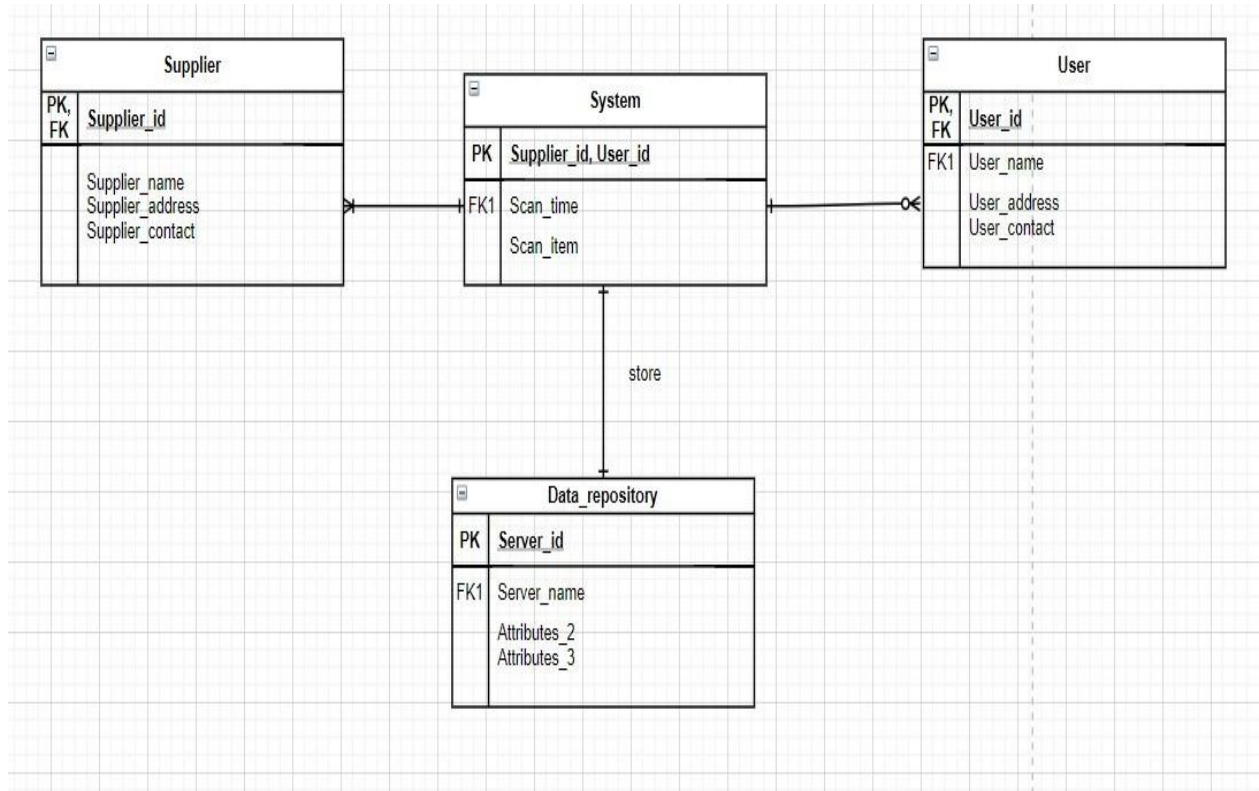 Supplier
PK,
FK
Supplier_id
Supplier_name
Supplier_address
Supplier_contact
System
PK Supplier_id, User_id
FK1 Scan_time
Scan_item
User
PK,
FK
User_id
FK1 User_name
User_address
User_contact
store
Data_repository
PK Server_id
FK1 Server_name
Attributes_2
Attributes_3